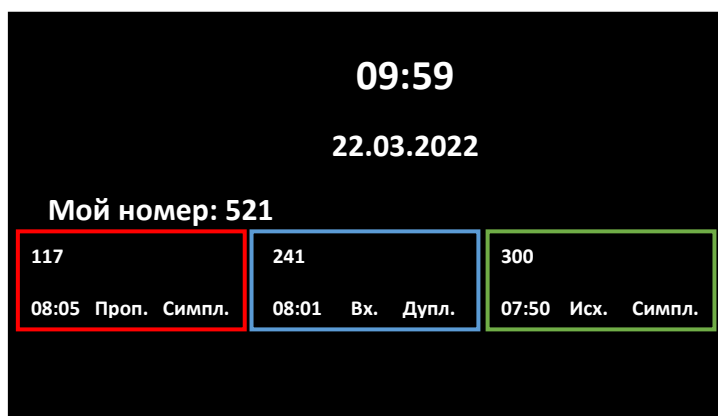 09:59
22.03.2022
Мой номер: 521
117
08:05 Проп. Симпл.
241
08:01 Вх. Дупл.
300
07:50 Исх. Симпл.